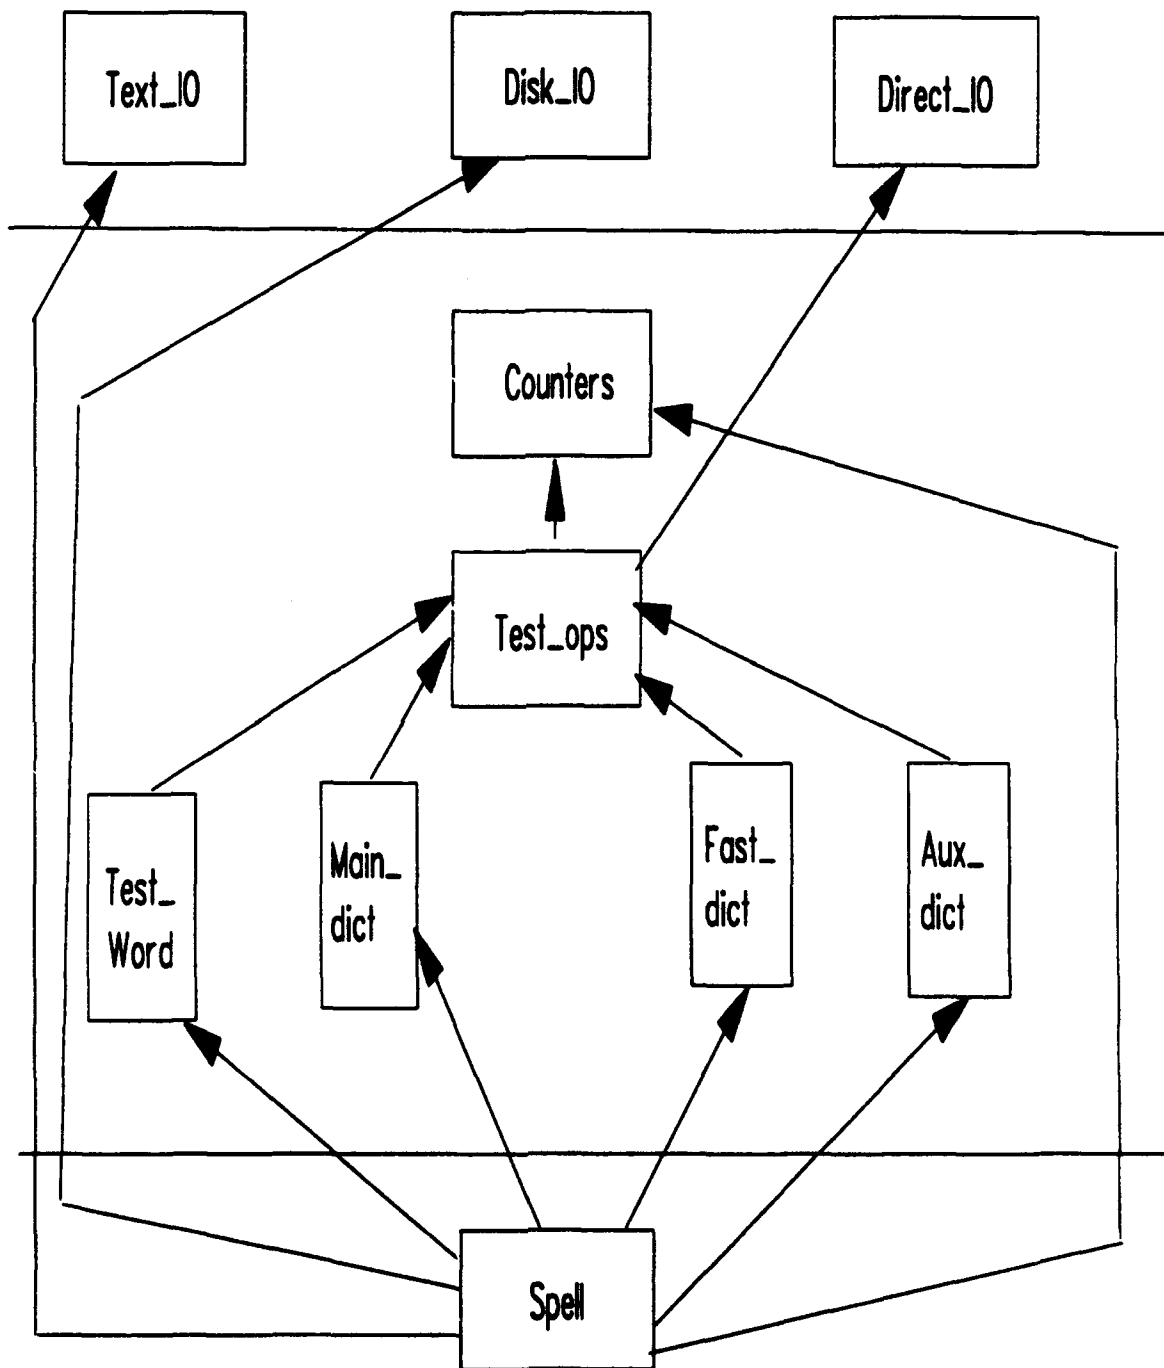 Text_IO
Disk_IO
Direct_IO
Counters
Test_ops
Test_
Word
Main_
dict
Fast_
dict
Aux_
dict
Spell